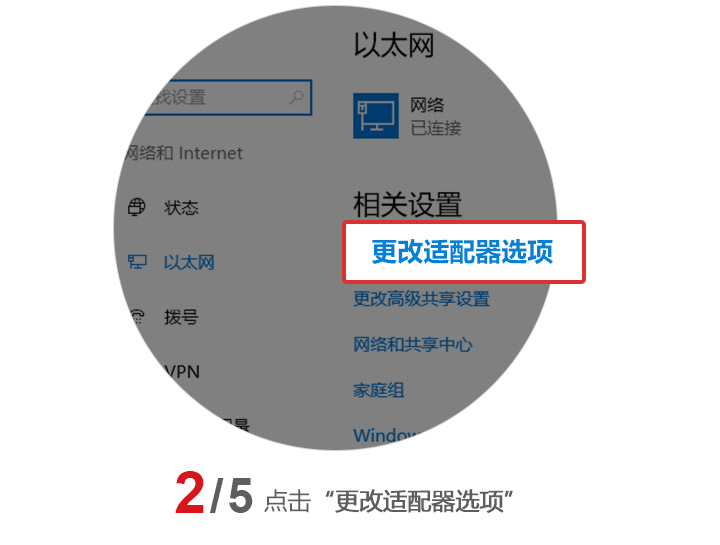 以太网
找设置
网络
已连接
网络和 Internet
状态
相关设置
更改适配器选项
以太网
更改高级共享设置
拨号
网络和共享中心
VPN
家庭组
Window
2/5 点击“更改适配器选项”